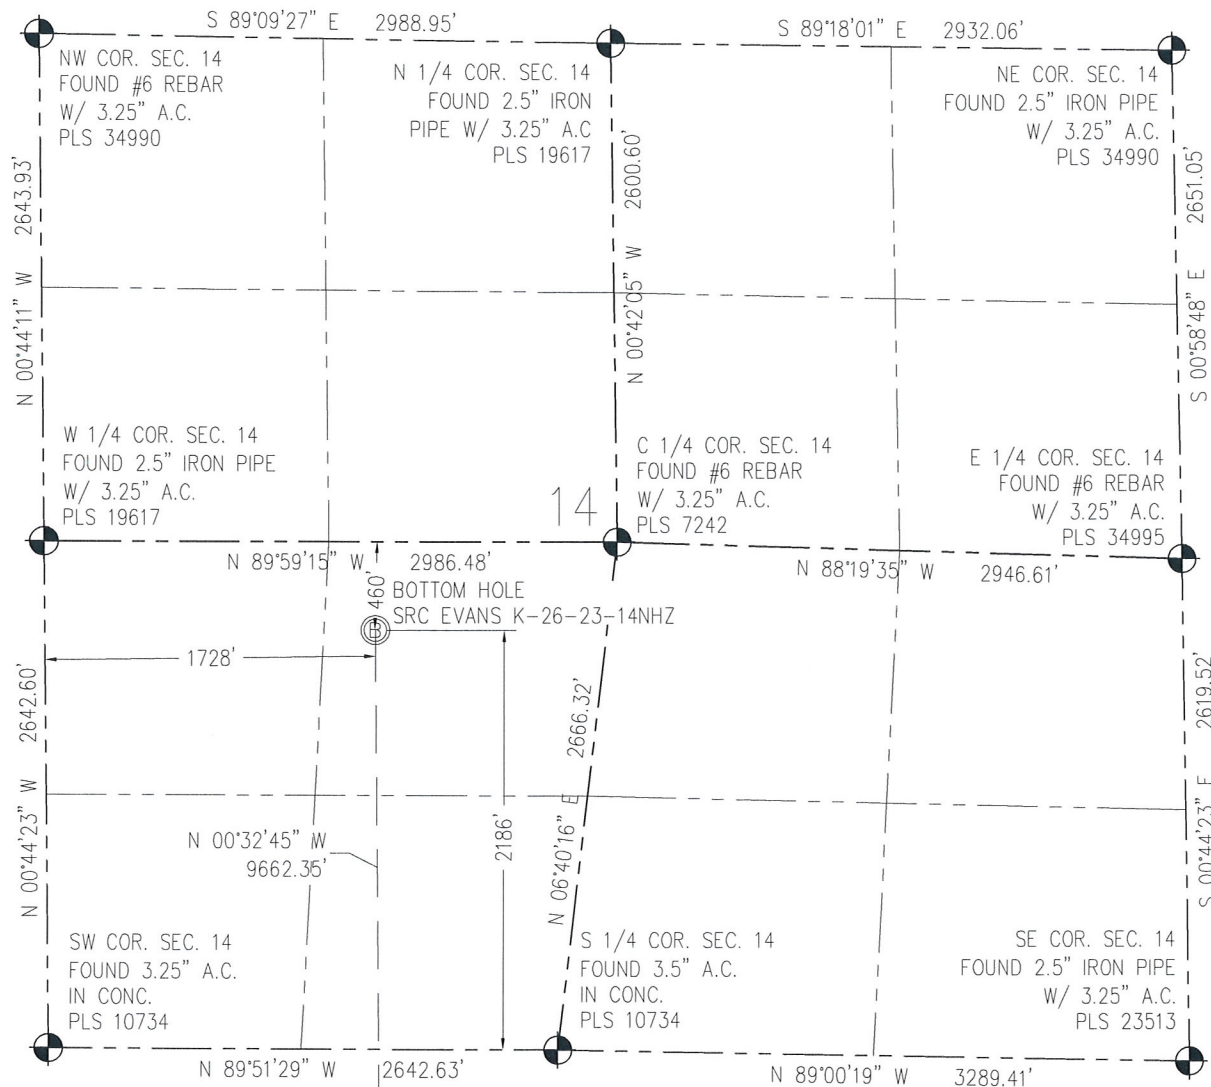 S 89°09'27" E 2988.95'
S 89°18'01" E 2932.06'
NW COR. SEC. 14
FOUND #6 REBAR
W/ 3.25" A.C.
PLS 34990
N 1/4 COR. SEC. 14
FOUND 2.5" IRON
PIPE W/ 3.25" A.C
PLS 19617
NE COR. SEC. 14
FOUND 2.5" IRON PIPE
W/ 3.25" A.C.
PLS 34990
N 00°44'11" W 2643.93'
N 00°42'05" W 2600.60'
S 00°58'48" E 2651.05'
W 1/4 COR. SEC. 14
FOUND 2.5" IRON PIPE
W/ 3.25" A.C.
PLS 19617
14
C 1/4 COR. SEC. 14
FOUND #6 REBAR
W/ 3.25" A.C.
PLS 7242
E 1/4 COR. SEC. 14
FOUND #6 REBAR
W/ 3.25" A.C.
PLS 34995
N 89°59'15" W 2986.48'
N 88°19'35" W 2946.61'
460'
BOTTOM HOLE
SRC EVANS K-26-23-14NHZ
B
1728'
N 00°44'23" W 2642.60'
2186'
N 06°40'16" E 2666.32'
S 00°44'23" E 2619.52'
N 00°32'45" W
9662.35'
SW COR. SEC. 14
FOUND 3.25" A.C.
IN CONC.
PLS 10734
S 1/4 COR. SEC. 14
FOUND 3.5" A.C.
IN CONC.
PLS 10734
SE COR. SEC. 14
FOUND 2.5" IRON PIPE
W/ 3.25" A.C.
PLS 23513
N 89°51'29" W 2642.63'
N 89°00'19" W 3289.41'